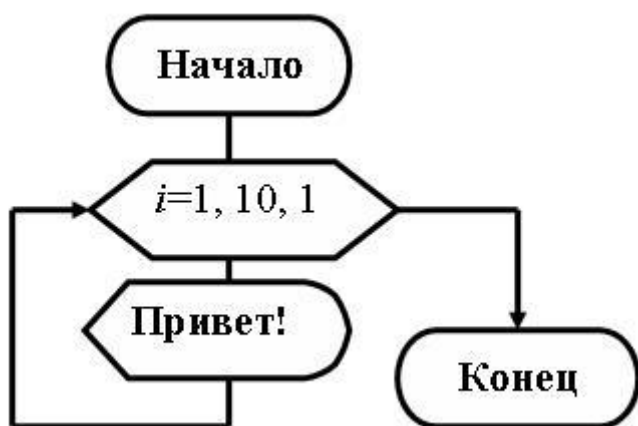 Начало
i=1, 10, 1
Привет!
Конец